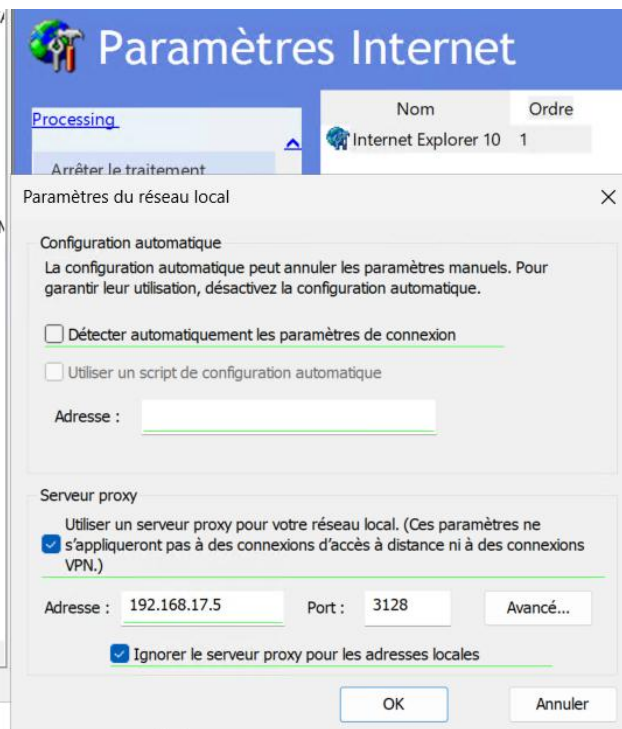 Paramètres Internet
Processing
Arrêter le traitement
Nom Ordre
Internet Explorer 10 1
Paramètres du réseau local
Configuration automatique
La configuration automatique peut annuler les paramètres manuels. Pour
garantir leur utilisation, désactivez la configuration automatique.
Détecter automatiquement les paramètres de connexion
Utiliser un script de configuration automatique
Adresse :
Serveur proxy
Utiliser un serveur proxy pour votre réseau local. (Ces paramètres ne
s'appliqueront pas à des connexions d'accès à distance ni à des connexions
VPN.)
Adresse : 192.168.17.5 Port : 3128 Avancé...
Ignorer le serveur proxy pour les adresses locales
OK Annuler